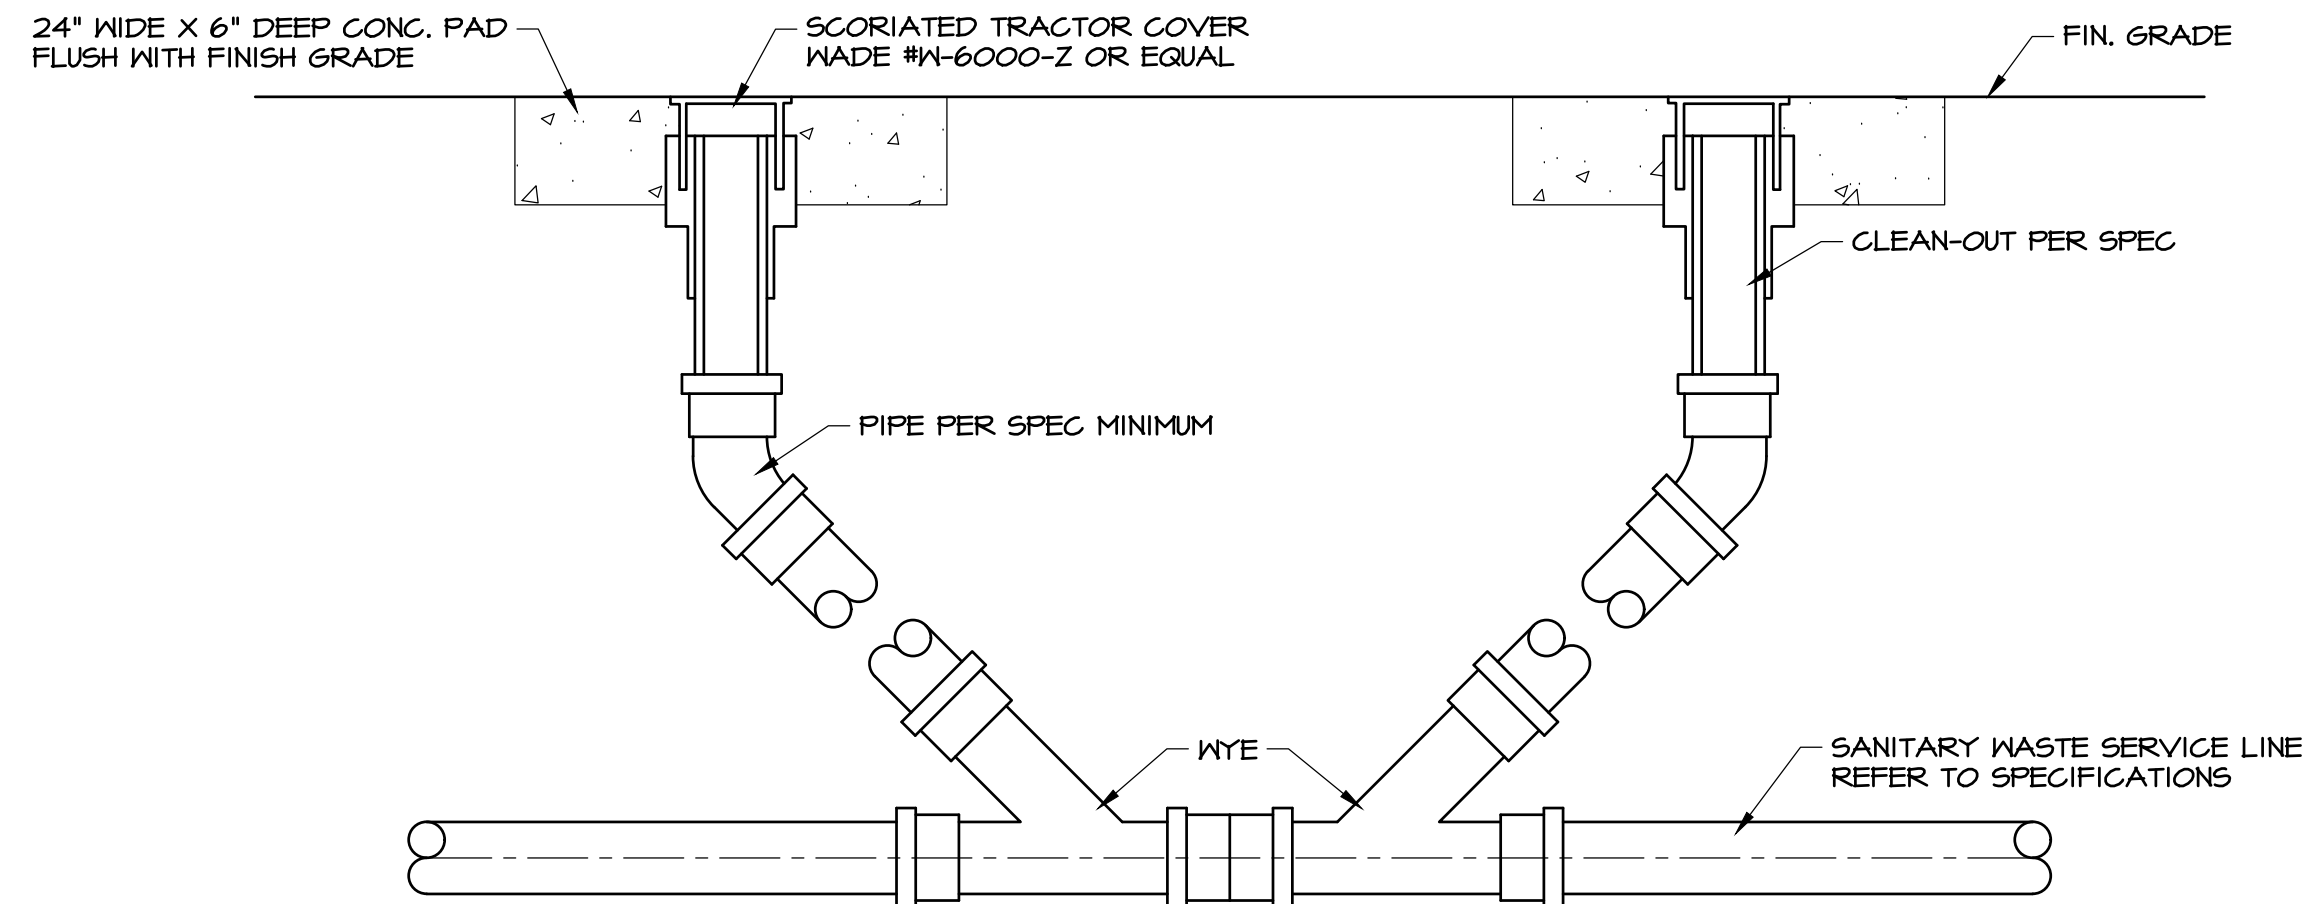 24" WIDE X 6" DEEP CONC. PAD
FLUSH WITH FINISH GRADE
SCORIATED TRACTOR COVER
WADE #W-6000-Z OR EQUAL
FIN. GRADE
CLEAN-OUT PER SPEC
PIPE PER SPEC MINIMUM
WYE
SANITARY WASTE SERVICE LINE
REFER TO SPECIFICATIONS